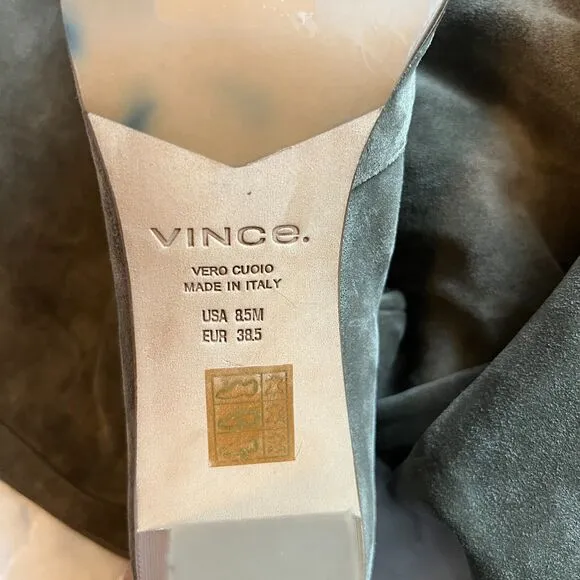 VINCe.
VERO CUOIO
MADE IN ITALY
USA 8.5M
EUR 38.5